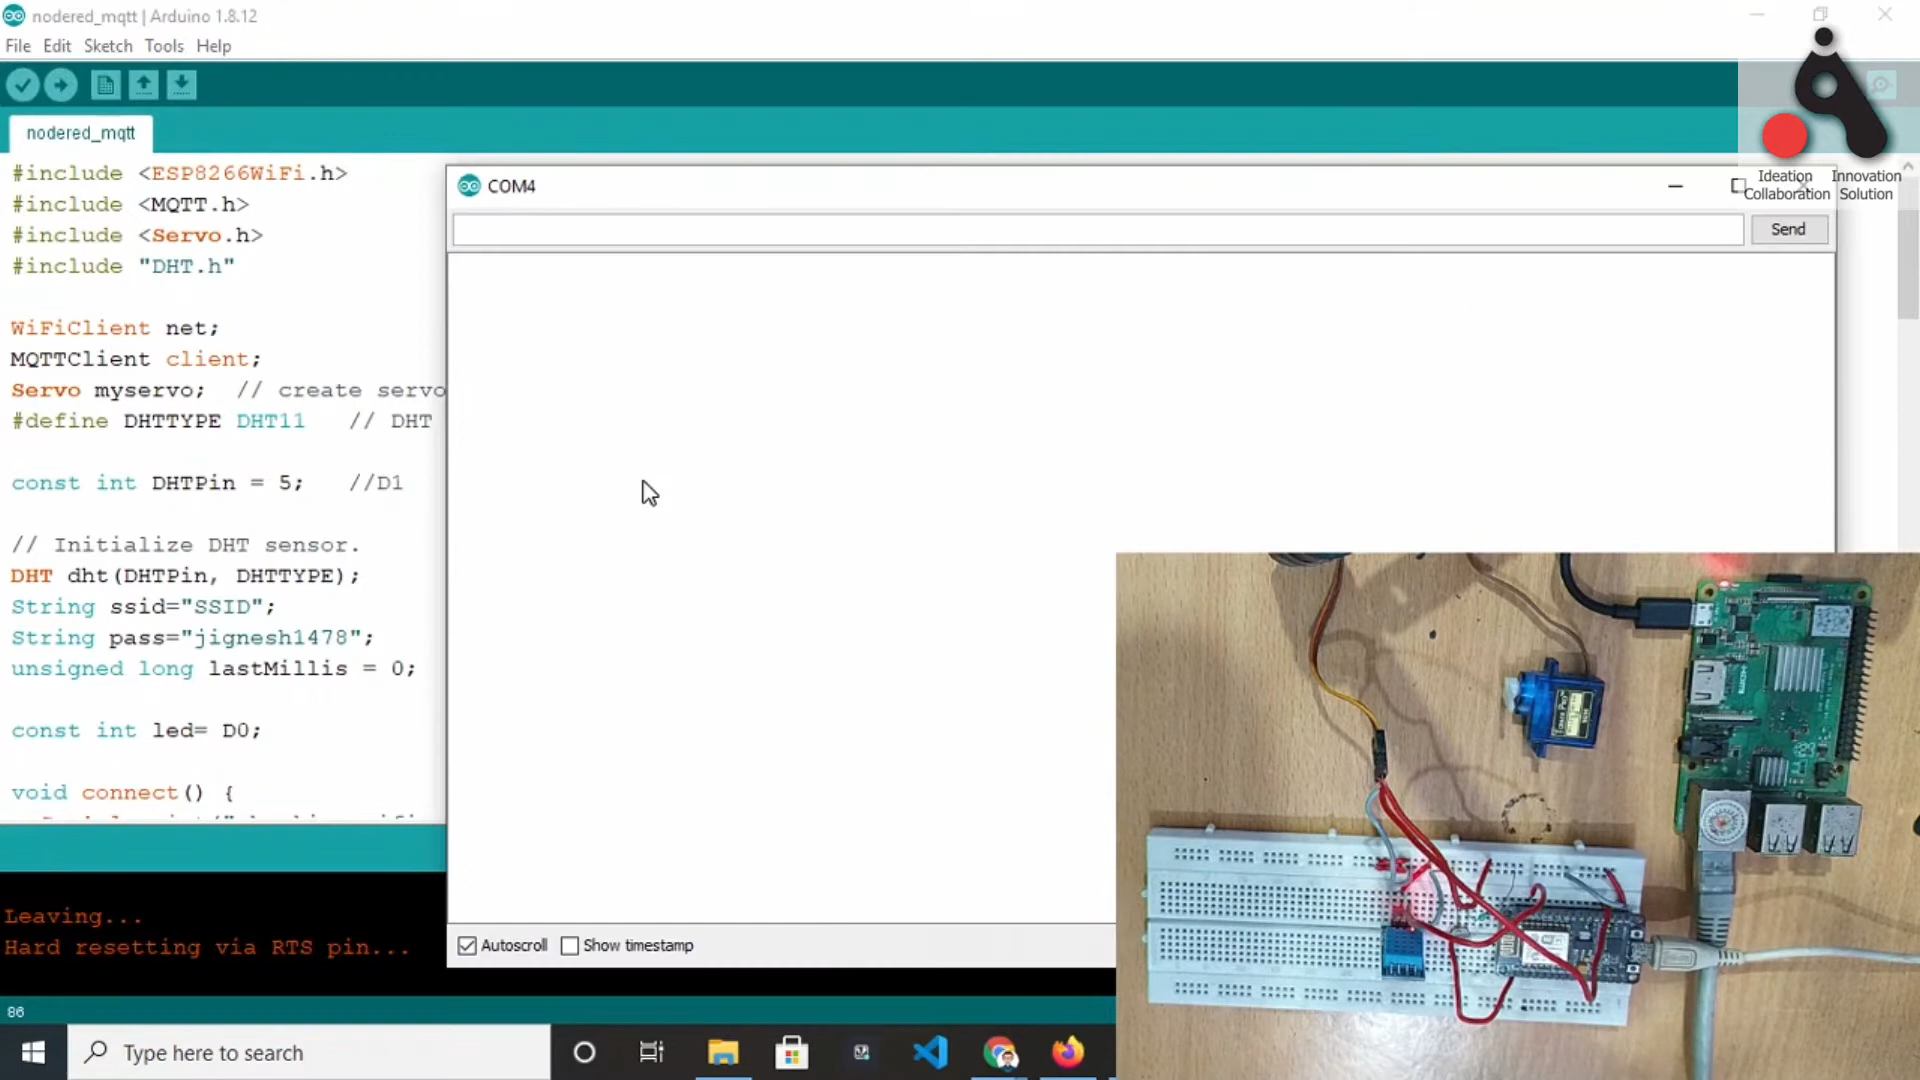 nodered_mqtt | Arduino 1.8.12
File Edit Sketch Tools Help
nodered_mqtt
Ideation Innovation
Collaboration Solution
#include <ESP8266WiFi.h>
#include <MQTT.h>
#include <Servo.h>
#include "DHT.h"
WiFiClient net;
MQTTClient client;
Servo myservo; // create servo
#define DHTTYPE DHT11 // DHT
const int DHTPin = 5; //D1
// Initialize DHT sensor.
DHT dht(DHTPin, DHTTYPE);
String ssid="SSID";
String pass="jignesh1478";
unsigned long lastMillis = 0;
const int led= D0;
void connect() {
COM4
Send
Autoscroll Show timestamp
Leaving...
Hard resetting via RTS pin...
86
Type here to search